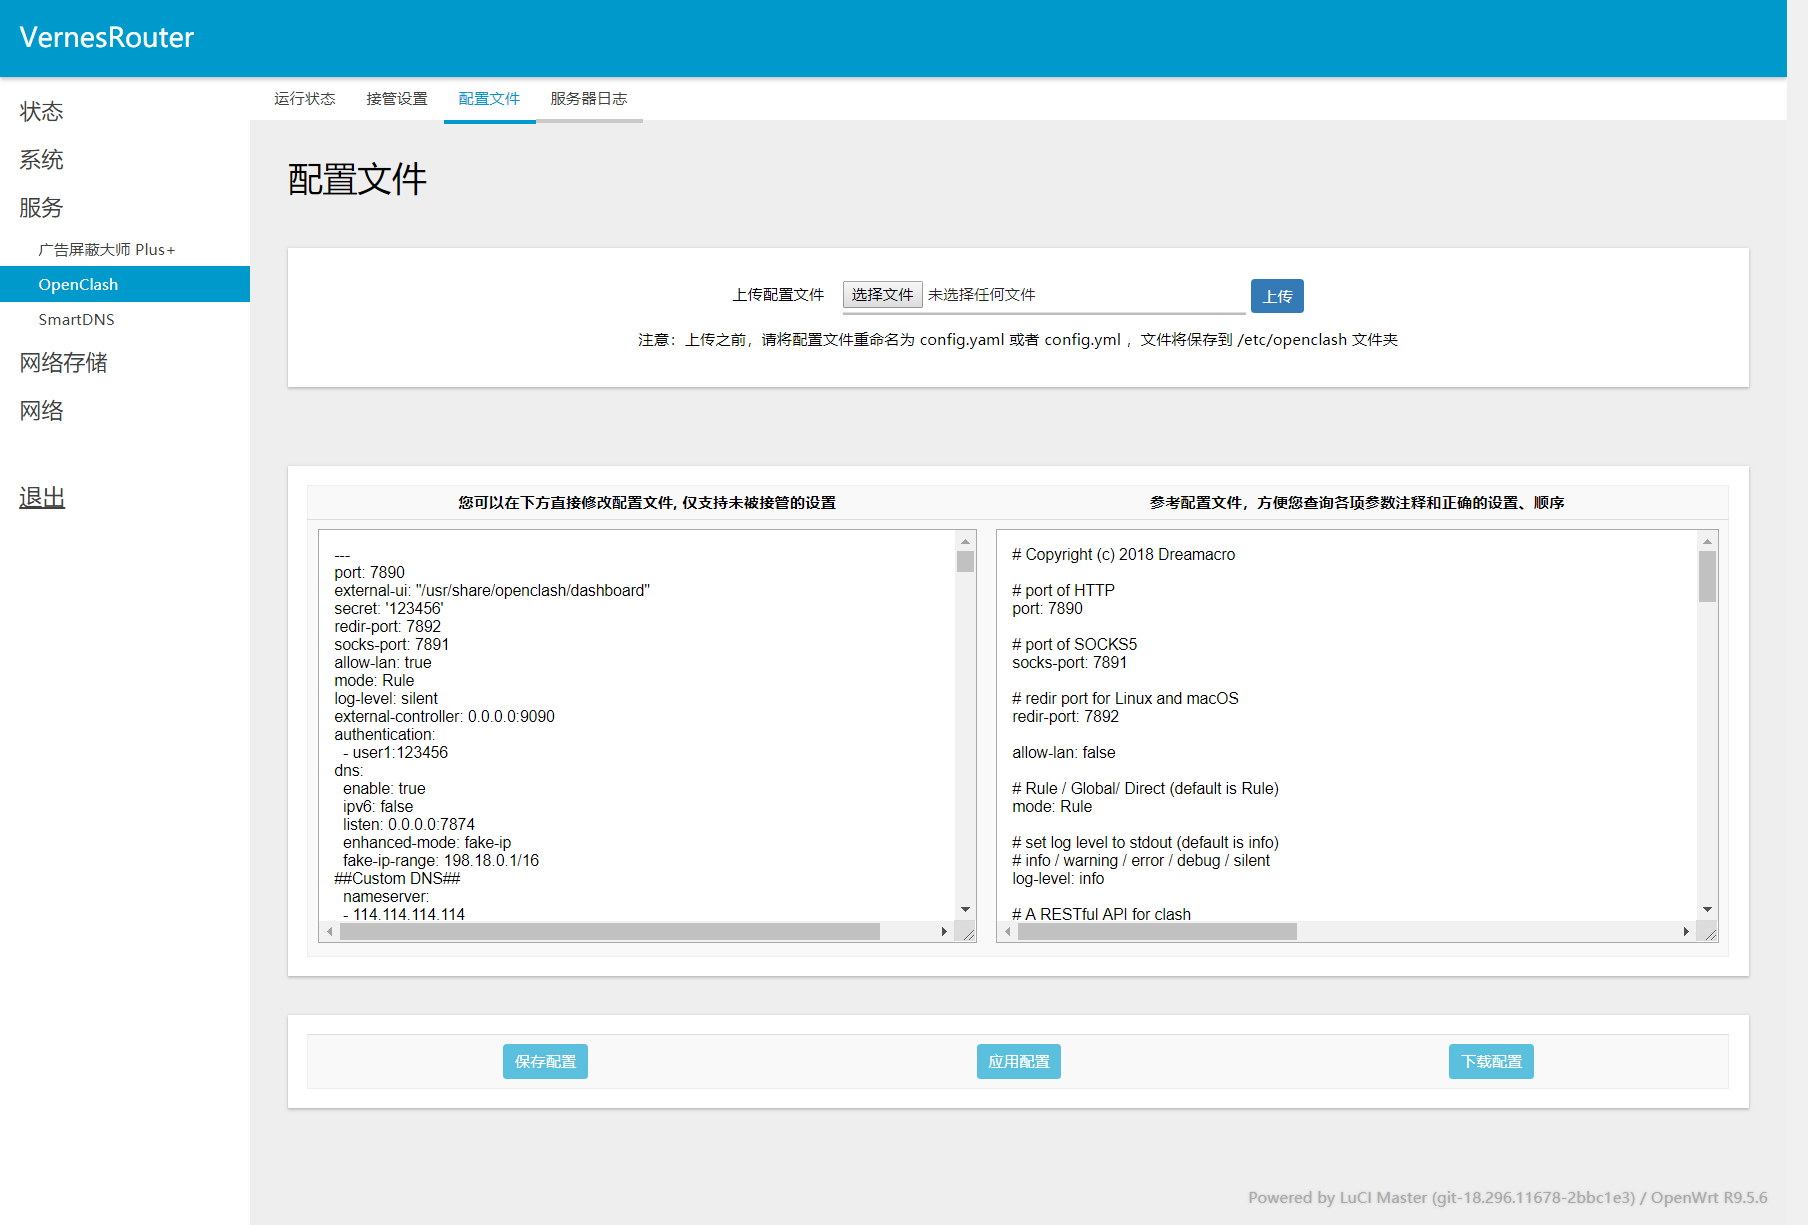 VernesRouter
状态
系统
服务
广告屏蔽大师 Plus+
OpenClash
SmartDNS
网络存储
网络
退出
运行状态 接管设置 配置文件 服务器日志
配置文件
上传配置文件 选择文件 未选择任何文件 上传
注意：上传之前，请将配置文件重命名为 config.yaml 或者 config.yml ，文件将保存到 /etc/openclash 文件夹
您可以在下方直接修改配置文件, 仅支持未被接管的设置
---
port: 7890
external-ui: "/usr/share/openclash/dashboard"
secret: '123456'
redir-port: 7892
socks-port: 7891
allow-lan: true
mode: Rule
log-level: silent
external-controller: 0.0.0.0:9090
authentication:
- user1:123456
dns:
enable: true
ipv6: false
listen: 0.0.0.0:7874
enhanced-mode: fake-ip
fake-ip-range: 198.18.0.1/16
##Custom DNS##
nameserver:
- 114.114.114.114
参考配置文件，方便您查询各项参数注释和正确的设置、顺序
# Copyright (c) 2018 Dreamacro
# port of HTTP
port: 7890
# port of SOCKS5
socks-port: 7891
# redir port for Linux and macOS
redir-port: 7892
allow-lan: false
# Rule / Global/ Direct (default is Rule)
mode: Rule
# set log level to stdout (default is info)
# info / warning / error / debug / silent
log-level: info
# A RESTful API for clash
保存配置 应用配置 下载配置
Powered by LuCI Master (git-18.296.11678-2bbc1e3) / OpenWrt R9.5.6